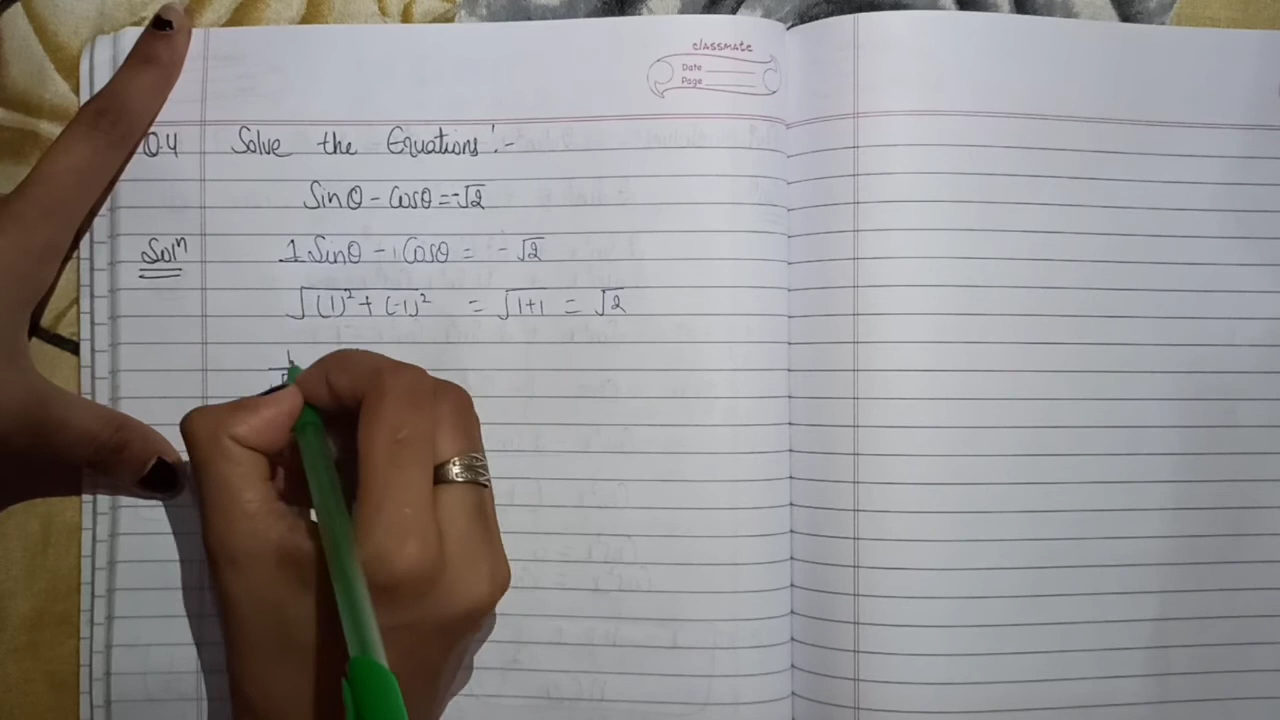 classmate
Date
Page
Q.4 Solve the Equations :-
Sinθ - Cosθ = -√2
Solⁿ 1 Sinθ - 1 Cosθ = - √2
√(1)² + (-1)² = √1+1 = √2